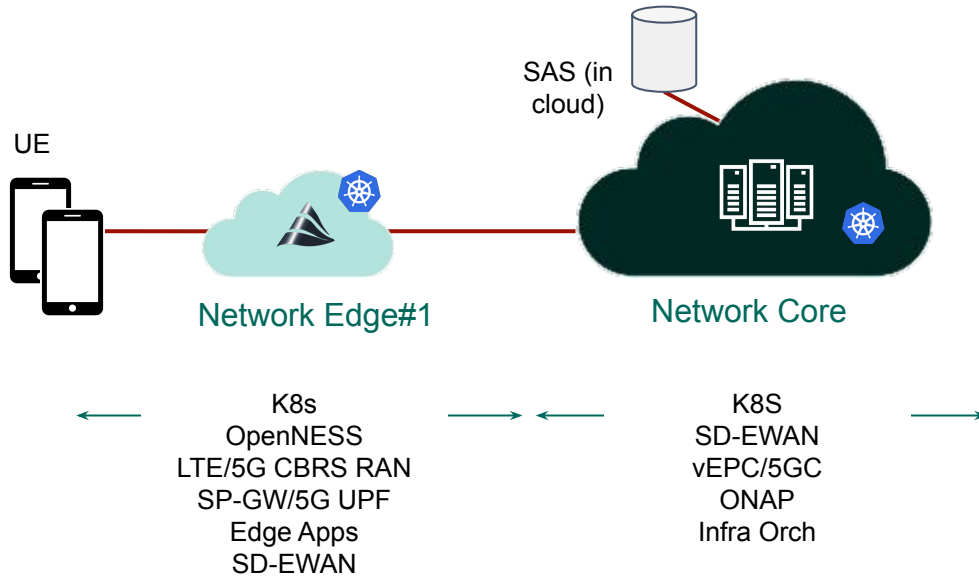 SAS (in
cloud)
UE
Network Edge#1
Network Core
K8s
OpenNESS
LTE/5G CBRS RAN
SP-GW/5G UPF
Edge Apps
SD-EWAN
K8S
SD-EWAN
vEPC/5GC
ONAP
Infra Orch